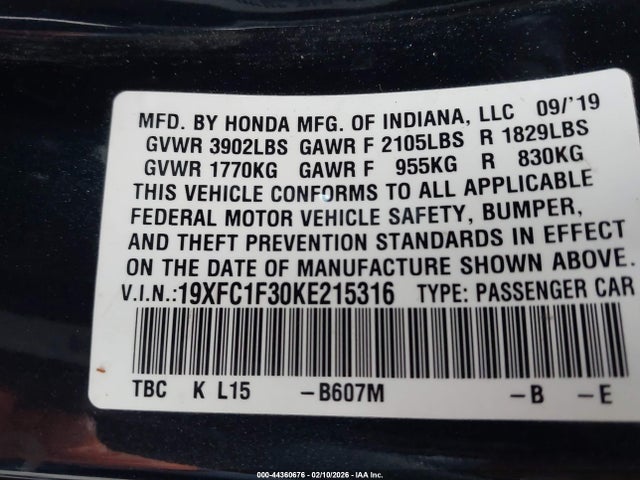 MFD. BY HONDA MFG. OF INDIANA, LLC 09/'19
GVWR 3902LBS GAWR F 2105LBS R 1829LBS
GVWR 1770KG GAWR F 955KG R 830KG
THIS VEHICLE CONFORMS TO ALL APPLICABLE
FEDERAL MOTOR VEHICLE SAFETY, BUMPER,
AND THEFT PREVENTION STANDARDS IN EFFECT
ON THE DATE OF MANUFACTURE SHOWN ABOVE.
V.I.N.:19XFC1F30KE215316 TYPE: PASSENGER CAR
TBC K L15 –B607M –B –E
000-44360676 - 02/10/2026 - IAA Inc.